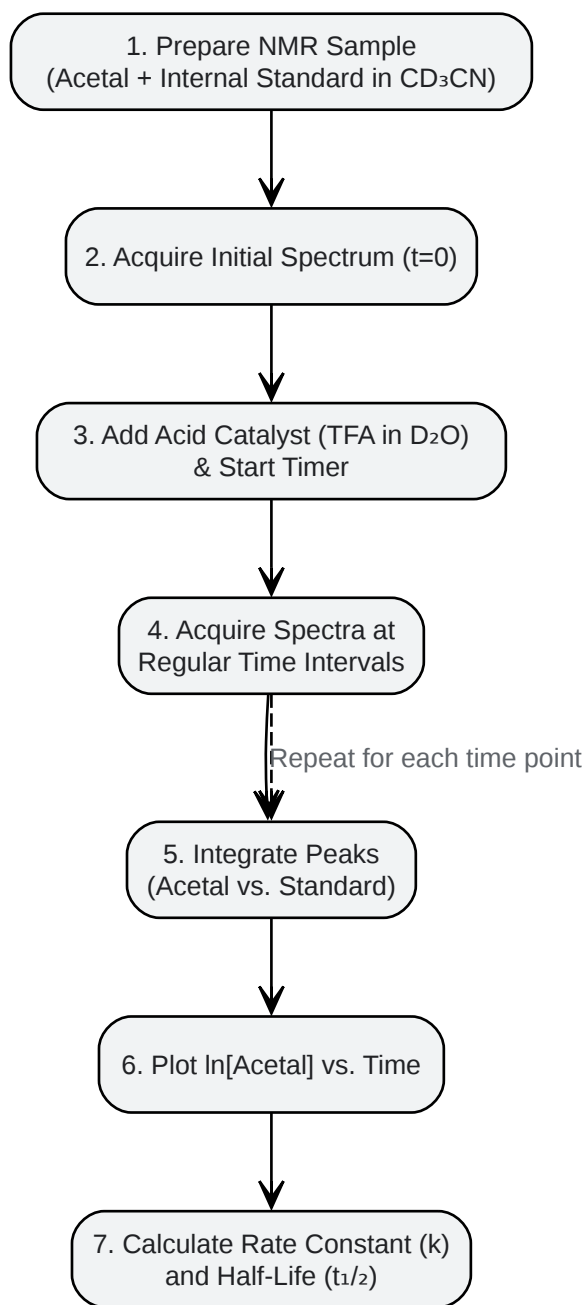 1. Prepare NMR Sample
(Acetal + Internal Standard in CD₃CN)
2. Acquire Initial Spectrum (t=0)
3. Add Acid Catalyst (TFA in D₂O)
& Start Timer
4. Acquire Spectra at
Regular Time Intervals
Repeat for each time point
5. Integrate Peaks
(Acetal vs. Standard)
6. Plot ln[Acetal] vs. Time
7. Calculate Rate Constant (k)
and Half-Life (t₁/₂)